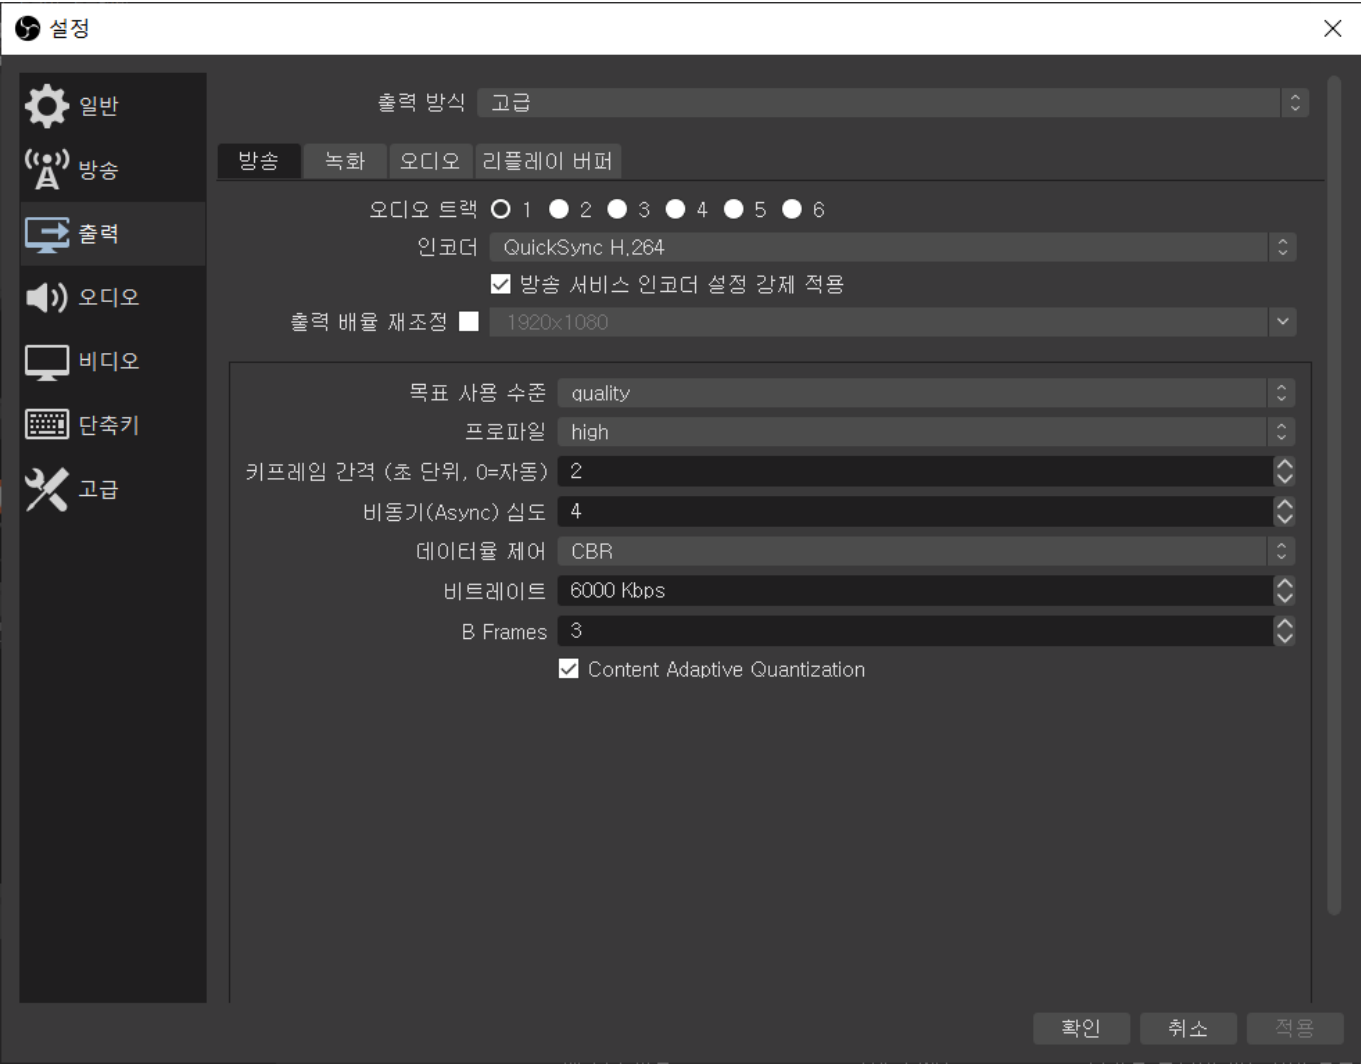 설정
일반
방송
출력
오디오
비디오
단축키
고급
출력 방식 고급
방송 녹화 오디오 리플레이 버퍼
오디오 트랙 1 2 3 4 5 6
인코더 QuickSync H.264
방송 서비스 인코더 설정 강제 적용
출력 배율 재조정 1920x1080
목표 사용 수준 quality
프로파일 high
키프레임 간격 (초 단위, 0=자동) 2
비동기(Async) 심도 4
데이터율 제어 CBR
비트레이트 6000 Kbps
B Frames 3
Content Adaptive Quantization
확인 취소 적용